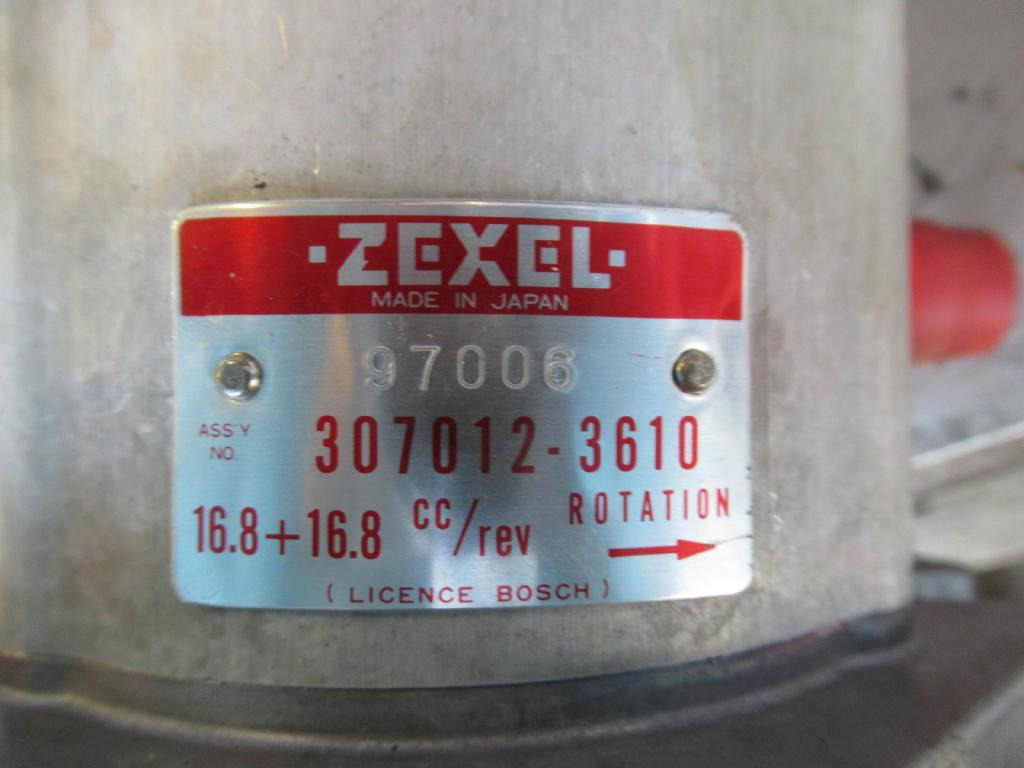 ·ZEXEL·
MADE IN JAPAN
97006
ASS'Y NO. 307012-3610
16.8+16.8 cc/rev ROTATION
(LICENCE BOSCH)